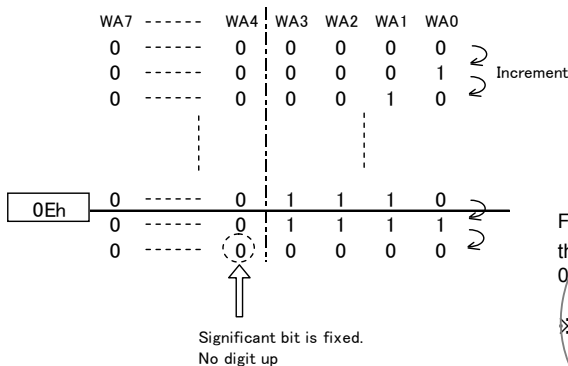 WA7 ------ WA4 WA3 WA2 WA1 WA0
0 ------ 0 0 0 0 0
0 ------ 0 0 0 0 1
Increment
0 ------ 0 0 0 1 0
0Eh
0 ------ 0 1 1 1 0
0 ------ 0 1 1 1 1
0 ------ 0 0 0 0 0
Significant bit is fixed.
No digit up
F
th
0
※